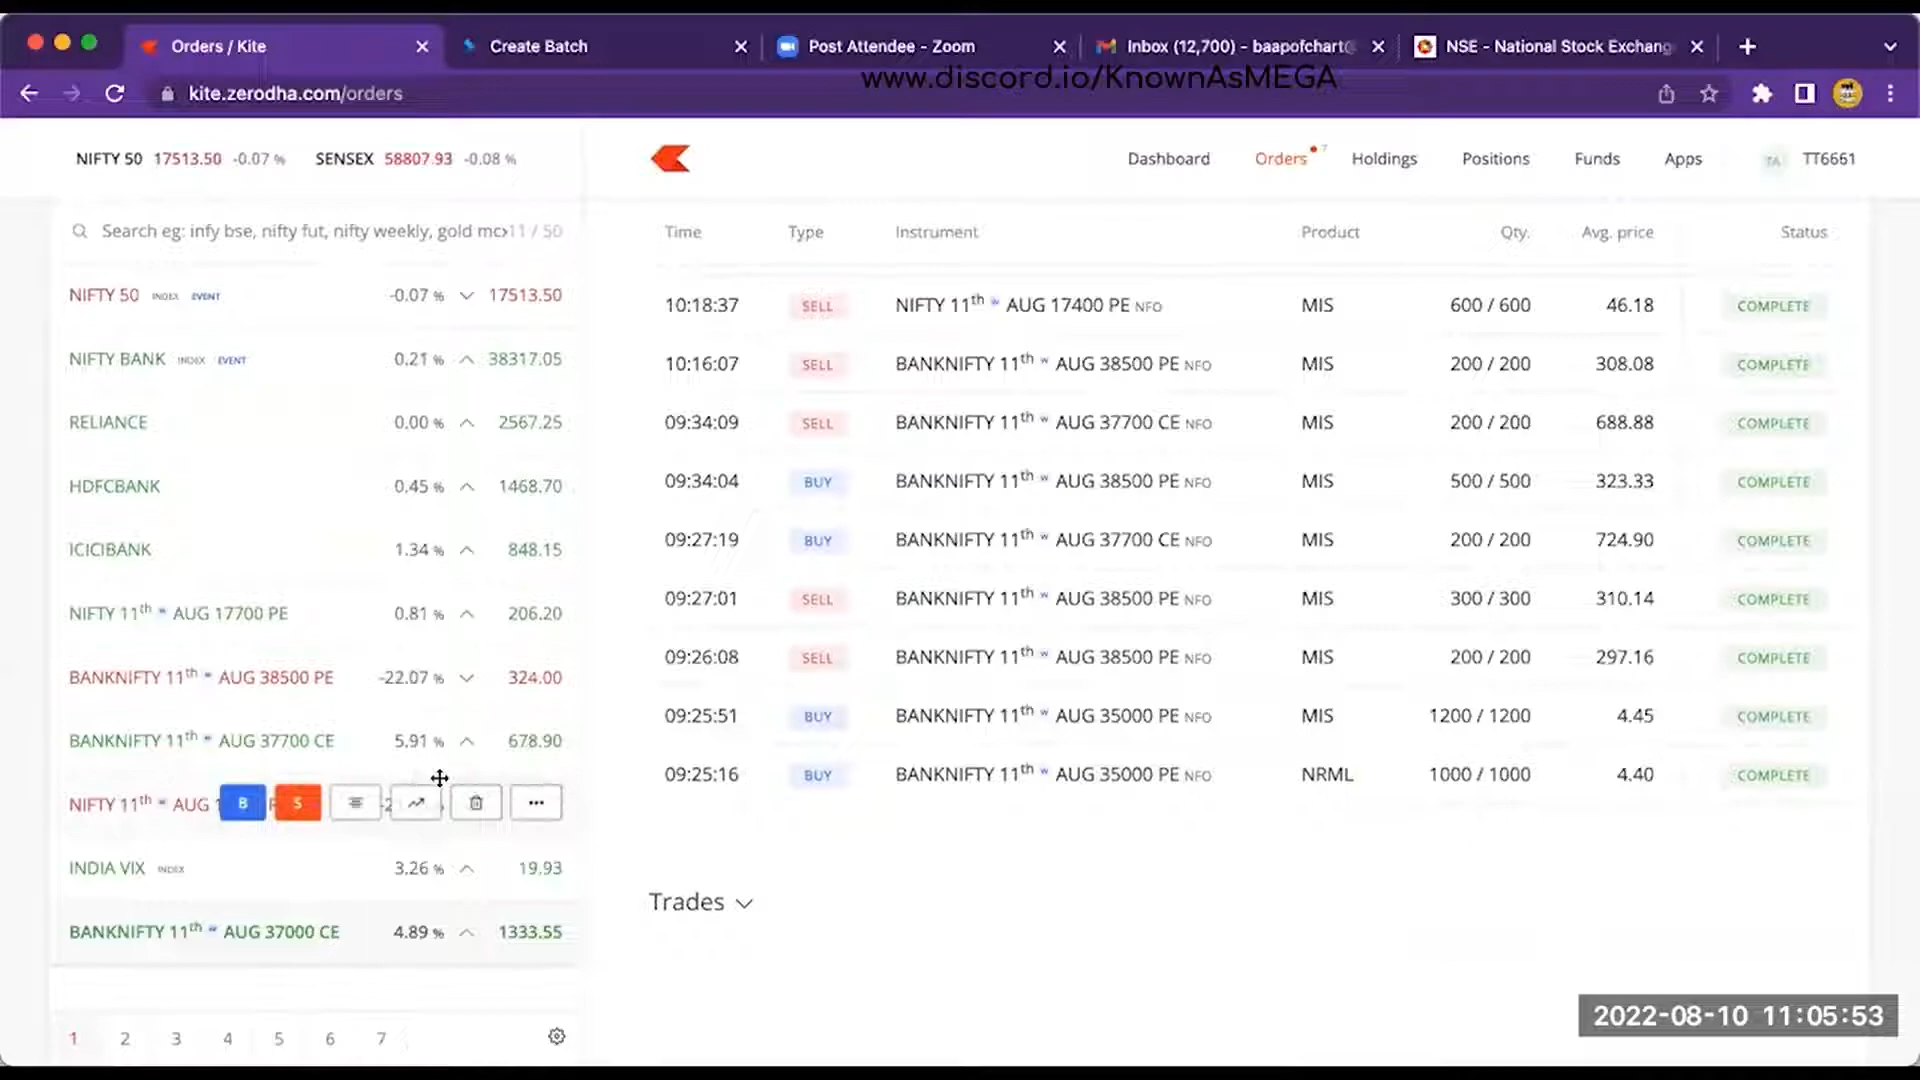 Orders / Kite
Create Batch
Post Attendee - Zoom
Inbox (12,700) - baapofchart@
NSE - National Stock Exchang
www.discord.io/KnownAsMEGA
kite.zerodha.com/orders
NIFTY 50 17513.50 -0.07 % SENSEX 58807.93 -0.08 %
Dashboard Orders 7 Holdings Positions Funds Apps TA TT6651
Search eg: infy bse, nifty fut, nifty weekly, gold mcx 11 / 50
NIFTY 50 INDEX EVENT -0.07 % 17513.50
NIFTY BANK INDEX EVENT 0.21 % 38317.05
RELIANCE 0.00 % 2567.25
HDFCBANK 0.45 % 1468.70
ICICIBANK 1.34 % 848.15
NIFTY 11th w AUG 17700 PE 0.81 % 206.20
BANKNIFTY 11th w AUG 38500 PE -22.07 % 324.00
BANKNIFTY 11th w AUG 37700 CE 5.91 % 678.90
NIFTY 11th w AUG B S
INDIA VIX INDEX 3.26 % 19.93
BANKNIFTY 11th w AUG 37000 CE 4.89 % 1333.55
1 2 3 4 5 6 7
Time Type Instrument Product Qty. Avg. price Status
10:18:37 SELL NIFTY 11th w AUG 17400 PE NFO MIS 600 / 600 46.18 COMPLETE
10:16:07 SELL BANKNIFTY 11th w AUG 38500 PE NFO MIS 200 / 200 308.08 COMPLETE
09:34:09 SELL BANKNIFTY 11th w AUG 37700 CE NFO MIS 200 / 200 688.88 COMPLETE
09:34:04 BUY BANKNIFTY 11th w AUG 38500 PE NFO MIS 500 / 500 323.33 COMPLETE
09:27:19 BUY BANKNIFTY 11th w AUG 37700 CE NFO MIS 200 / 200 724.90 COMPLETE
09:27:01 SELL BANKNIFTY 11th w AUG 38500 PE NFO MIS 300 / 300 310.14 COMPLETE
09:26:08 SELL BANKNIFTY 11th w AUG 38500 PE NFO MIS 200 / 200 297.16 COMPLETE
09:25:51 BUY BANKNIFTY 11th w AUG 35000 PE NFO MIS 1200 / 1200 4.45 COMPLETE
09:25:16 BUY BANKNIFTY 11th w AUG 35000 PE NFO NRML 1000 / 1000 4.40 COMPLETE
Trades
2022-08-10 11:05:53